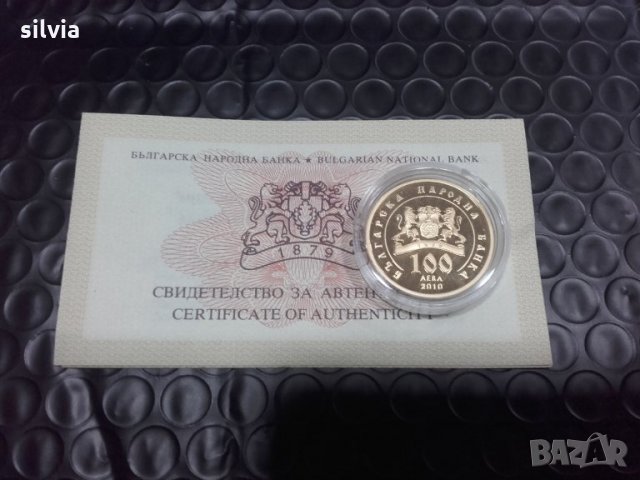 silvia
БЪЛГАРСКА НАРОДНА БАНКА ★ BULGARIAN NATIONAL BANK
1879
СВИДЕТЕЛСТВО ЗА АВТЕН
CERTIFICATE OF AUTHENTICITY
БЪЛГАРСКА НАРОДНА БАНКА
100
ЛЕВА
2010
BAZAR